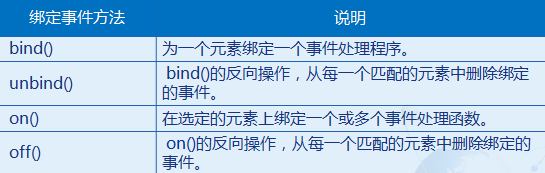 绑定事件方法 说明
bind() 为一个元素绑定一个事件处理程序。
unbind() bind()的反向操作，从每一个匹配的元素中删除绑定
的事件。
on() 在选定的元素上绑定一个或多个事件处理函数。
off() on()的反向操作，从每一个匹配的元素中删除绑定的
事件。